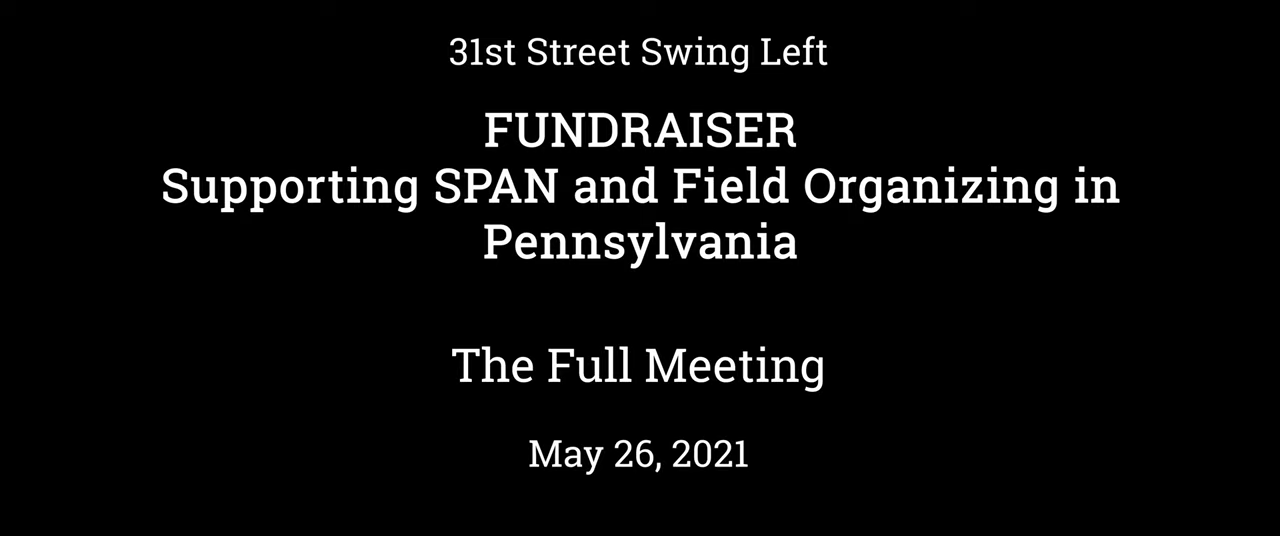 31st Street Swing Left
FUNDRAISER
Supporting SPAN and Field Organizing in
Pennsylvania
The Full Meeting
May 26, 2021